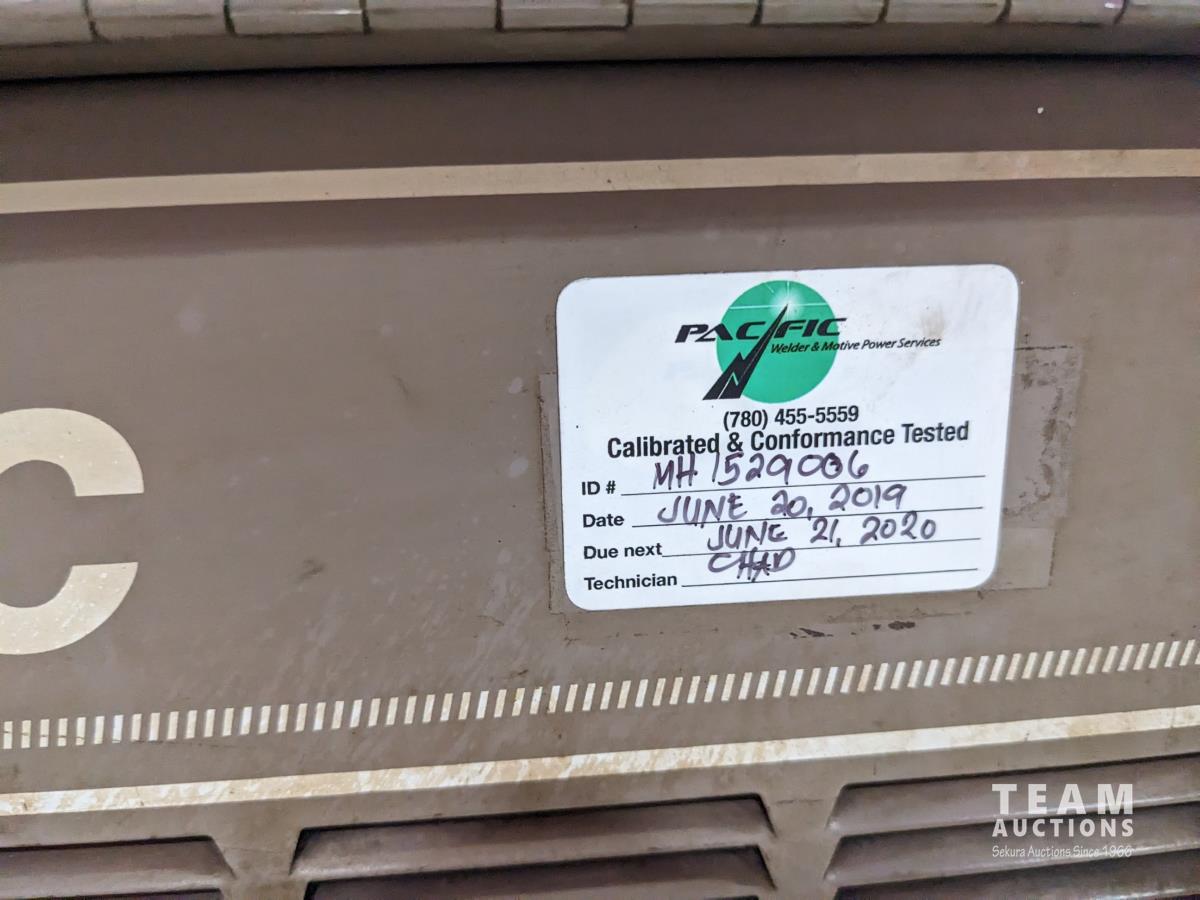 PACIFIC
Welder & Motive Power Services
(780) 455-5559
Calibrated & Conformance Tested
ID # MH 1529006
Date JUNE 20, 2019
Due next JUNE 21, 2020
Technician CHAD
C
TEAM
AUCTIONS
Sekura Auctions Since 1966